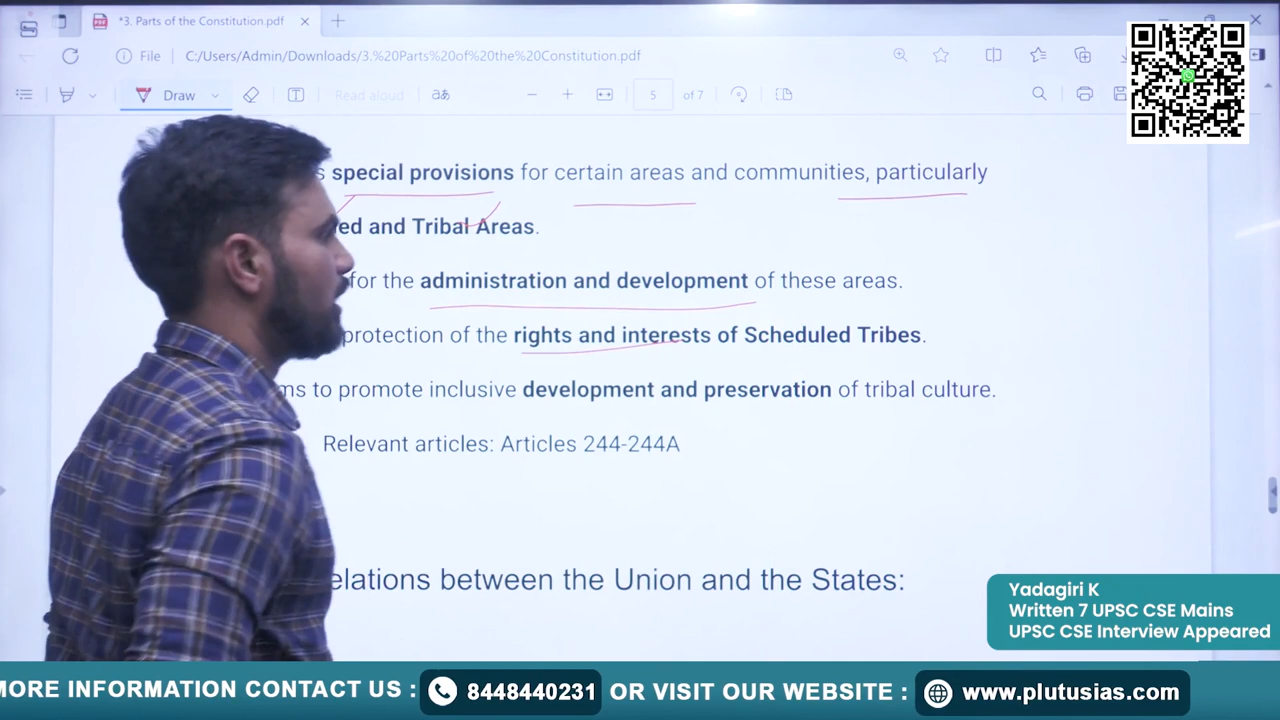 *3. Parts of the Constitution.pdf
File C:/Users/Admin/Downloads/3.%20Parts%20of%20the%20Constitution.pdf
Draw Read aloud aあ 5 of 7
special provisions for certain areas and communities, particularly
and Tribal Areas.
for the administration and development of these areas.
protection of the rights and interests of Scheduled Tribes.
to promote inclusive development and preservation of tribal culture.
Relevant articles: Articles 244-244A
between the Union and the States:
Yadagiri K
Written 7 UPSC CSE Mains
UPSC CSE Interview Appeared
MORE INFORMATION CONTACT US : 8448440231 OR VISIT OUR WEBSITE : www.plutusias.com